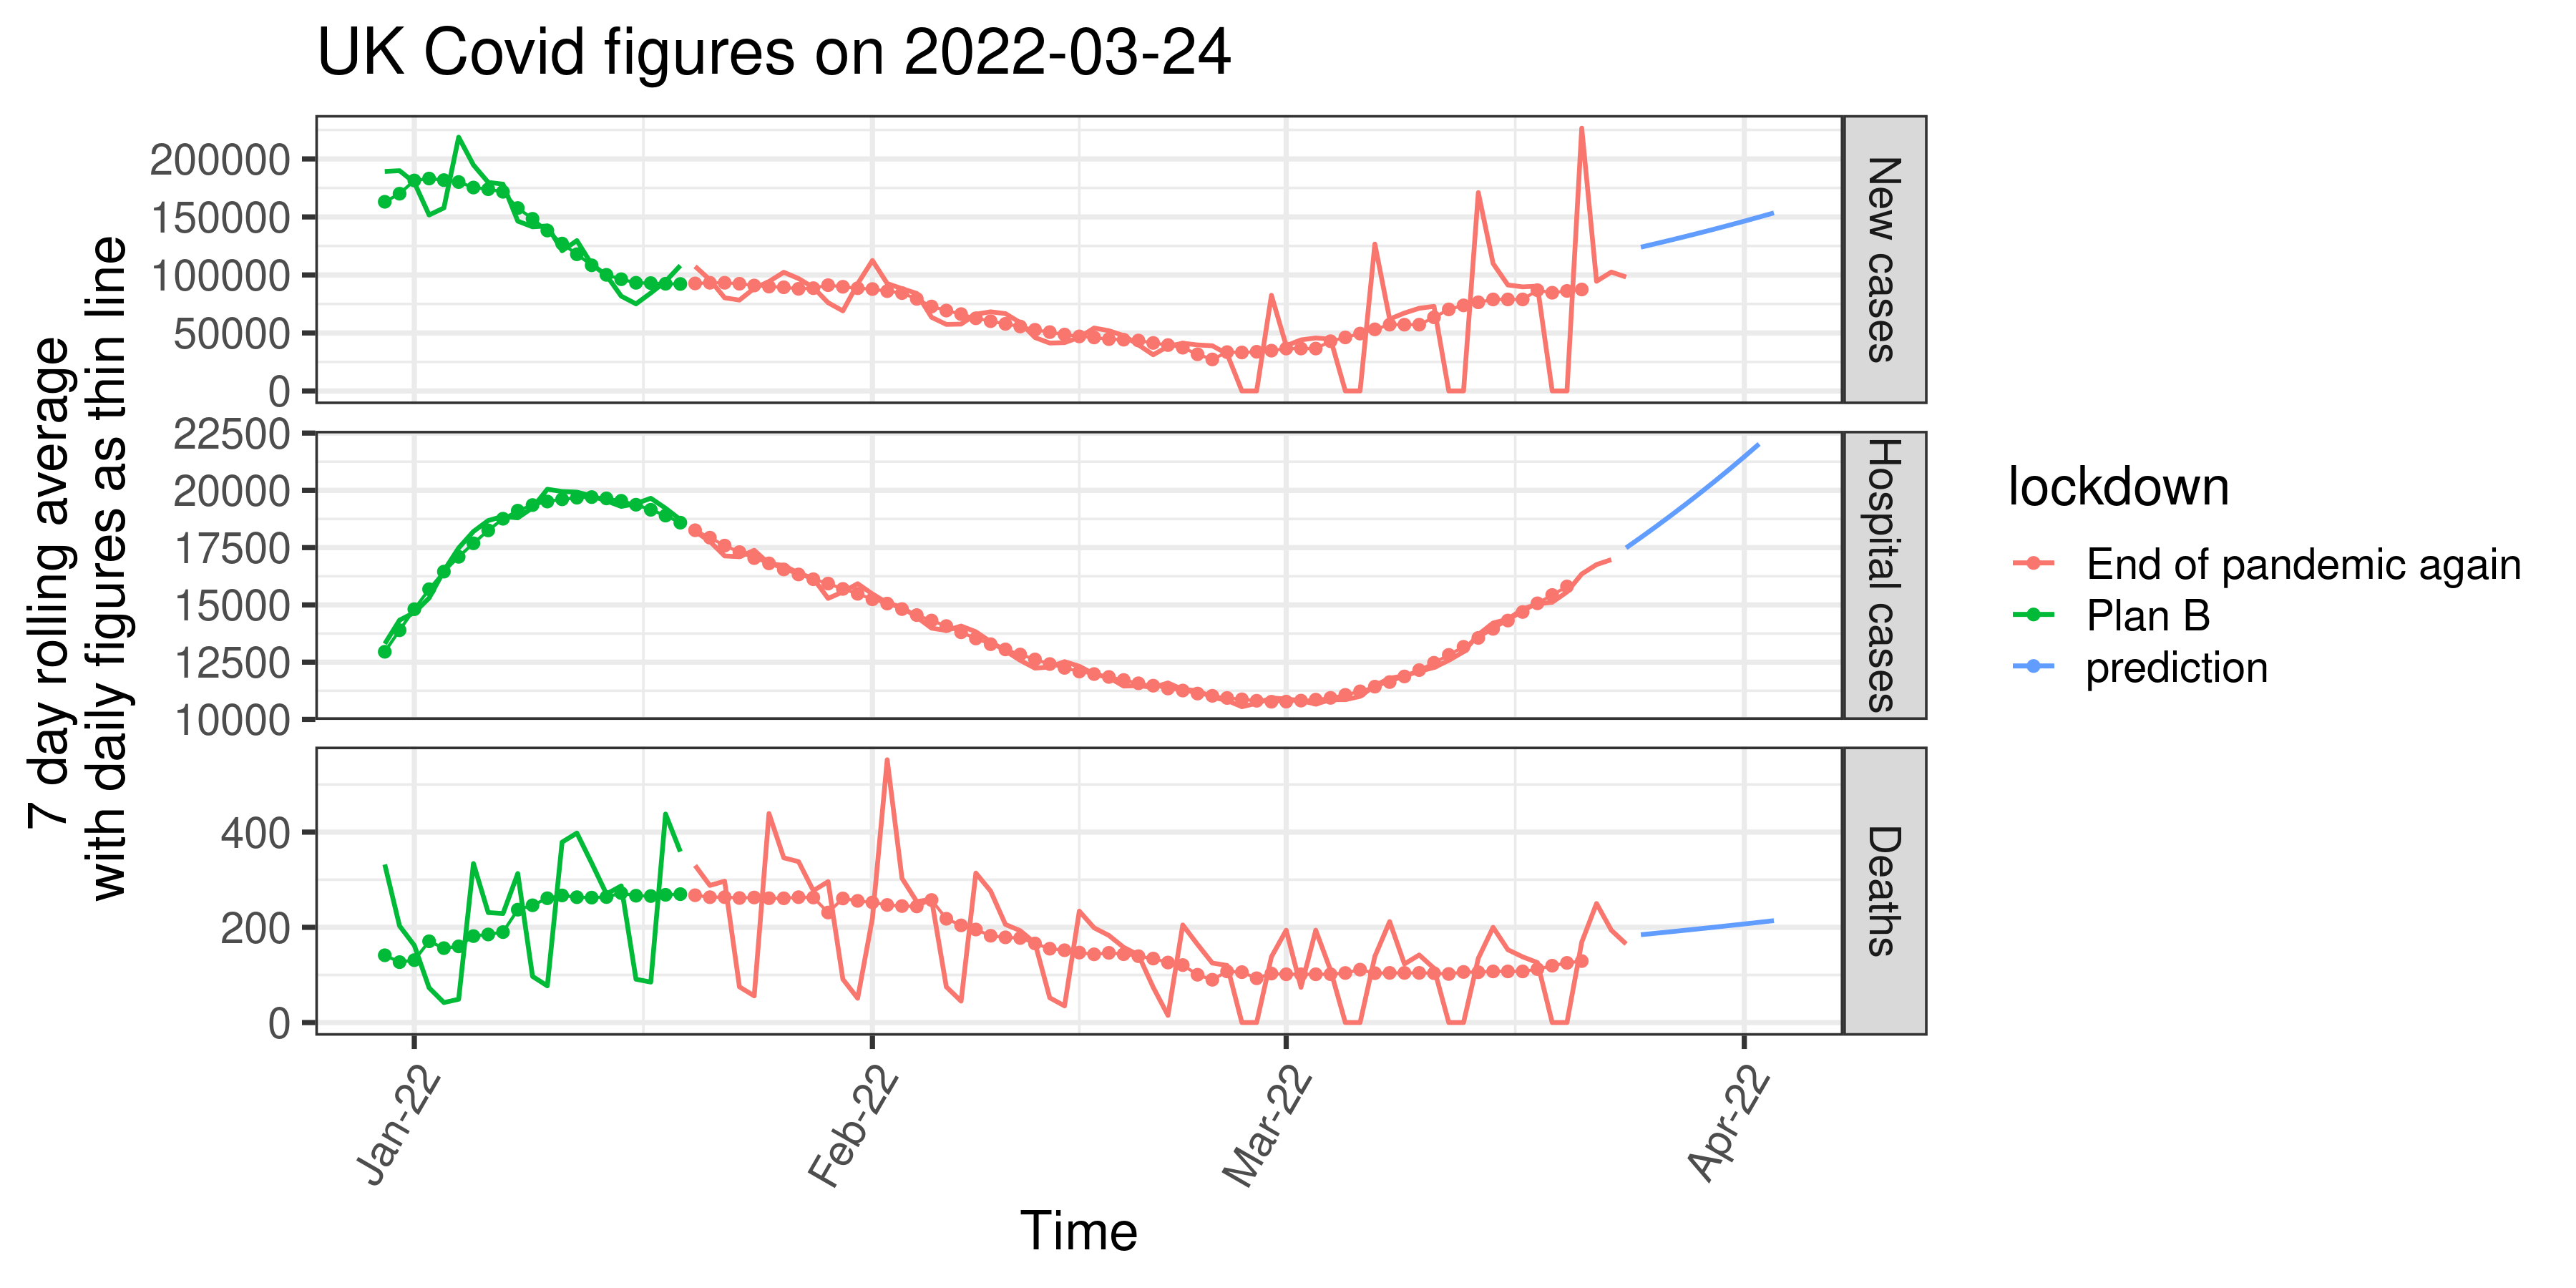 UK Covid figures on 2022-03-24
7 day rolling average
with daily figures as thin line
200000
150000
100000
50000
0
New cases
22500
20000
17500
15000
12500
10000
Hospital cases
400
200
0
Deaths
Jan-22
Feb-22
Mar-22
Apr-22
Time
lockdown
End of pandemic again
Plan B
prediction